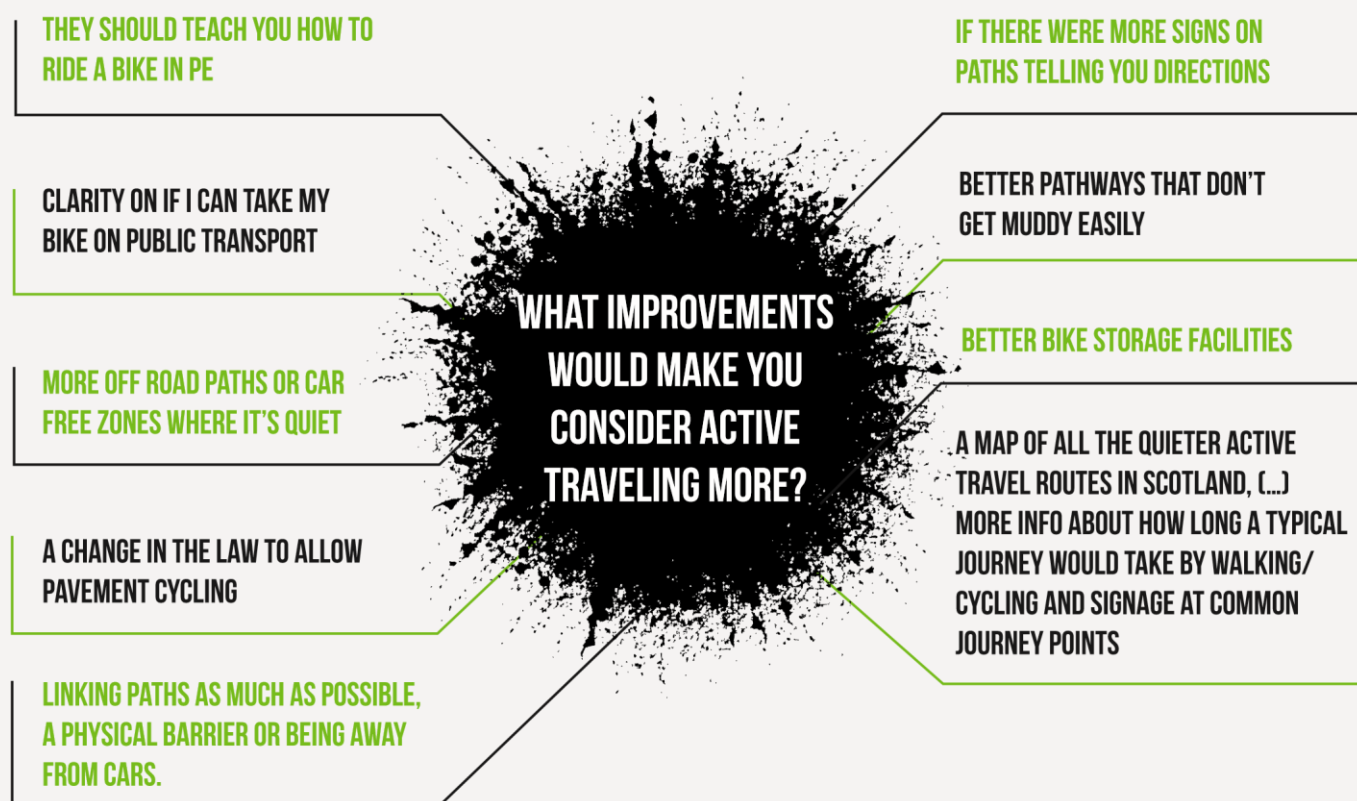 THEY SHOULD TEACH YOU HOW TO
RIDE A BIKE IN PE
CLARITY ON IF I CAN TAKE MY
BIKE ON PUBLIC TRANSPORT
MORE OFF ROAD PATHS OR CAR
FREE ZONES WHERE IT'S QUIET
A CHANGE IN THE LAW TO ALLOW
PAVEMENT CYCLING
LINKING PATHS AS MUCH AS POSSIBLE,
A PHYSICAL BARRIER OR BEING AWAY
FROM CARS.
WHAT IMPROVEMENTS
WOULD MAKE YOU
CONSIDER ACTIVE
TRAVELING MORE?
IF THERE WERE MORE SIGNS ON
PATHS TELLING YOU DIRECTIONS
BETTER PATHWAYS THAT DON'T
GET MUDDY EASILY
BETTER BIKE STORAGE FACILITIES
A MAP OF ALL THE QUIETER ACTIVE
TRAVEL ROUTES IN SCOTLAND, (...)
MORE INFO ABOUT HOW LONG A TYPICAL
JOURNEY WOULD TAKE BY WALKING/
CYCLING AND SIGNAGE AT COMMON
JOURNEY POINTS